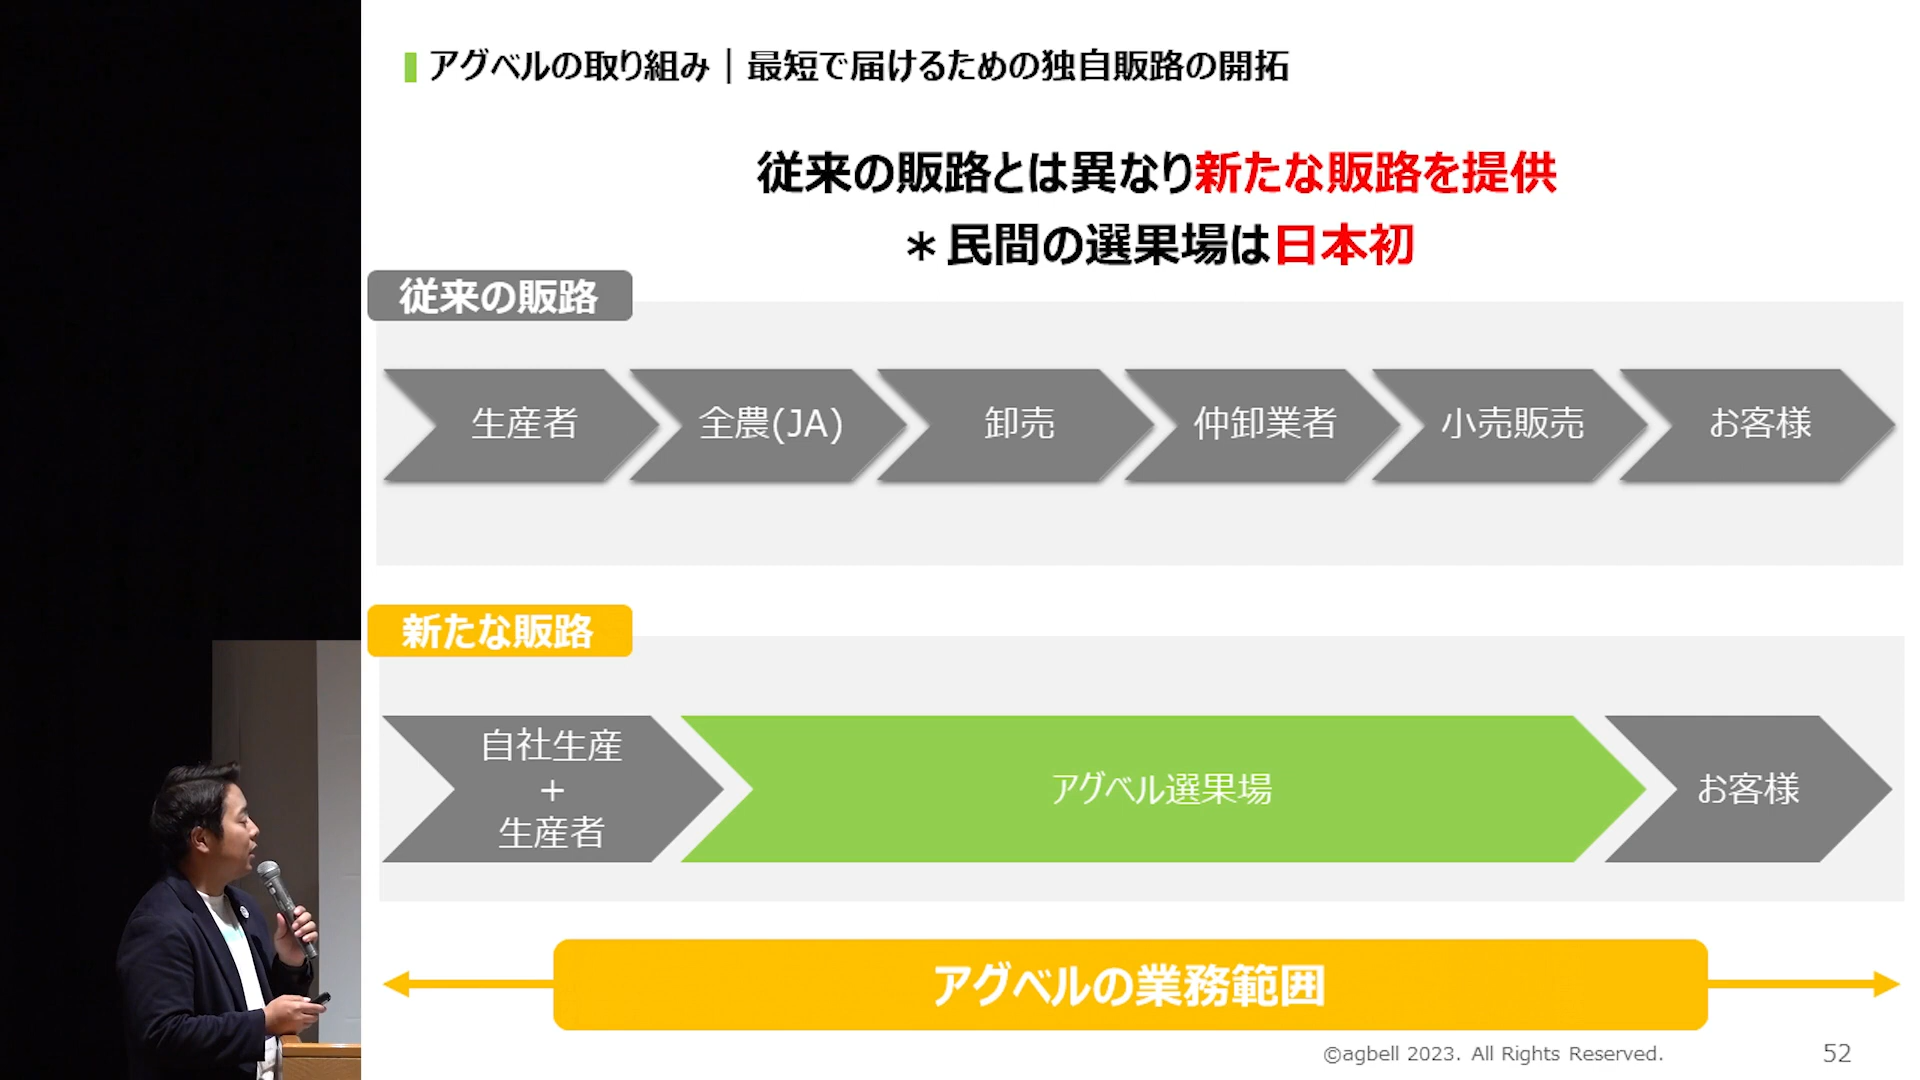 アグベルの取り組み｜最短で届けるための独自販路の開拓
従来の販路とは異なり新たな販路を提供
＊民間の選果場は日本初
従来の販路
生産者
全農(JA)
卸売
仲卸業者
小売販売
お客様
新たな販路
自社生産
+
生産者
アグベル選果場
お客様
アグベルの業務範囲
©agbell 2023. All Rights Reserved.
52